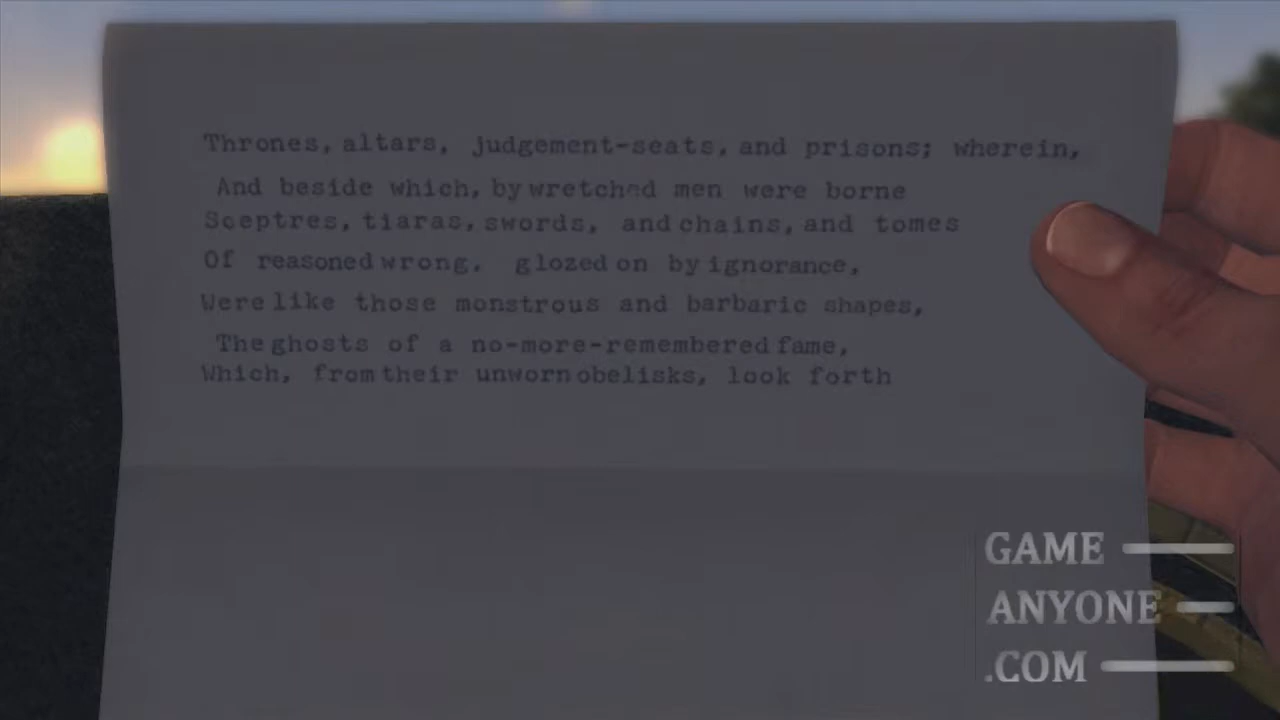 Thrones, altars, judgement-seats, and prisons; wherein,
And beside which, by wretched men were borne
Sceptres, tiaras, swords, and chains, and tomes
Of reasoned wrong, glozed on by ignorance,
Were like those monstrous and barbaric shapes,
The ghosts of a no-more-remembered fame,
Which, from their unworn obelisks, look forth
GAME
ANYONE
.COM